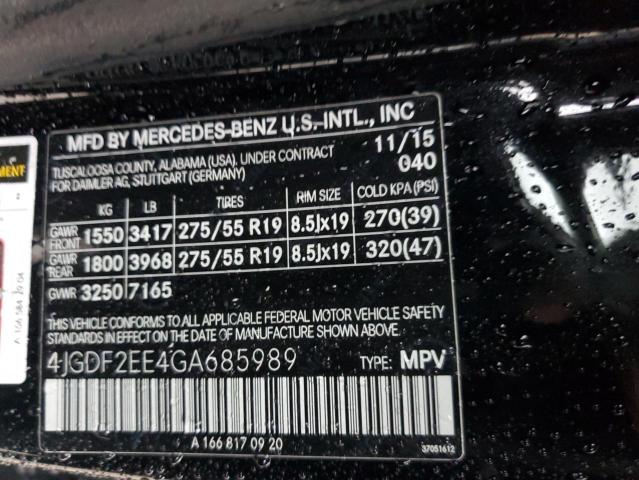 MFD BY MERCEDES-BENZ U.S.-INTL., INC
TUSCALOOSA COUNTY, ALABAMA (USA), UNDER CONTRACT 11/15
FOR DAIMLER AG, STUTTGART (GERMANY) 040
KG LB TIRES RIM SIZE COLD KPA (PSI)
GAWR FRONT 1550 3417 275/55 R19 8.5Jx19 270(39)
GAWR REAR 1800 3968 275/55 R19 8.5Jx19 320(47)
GVWR 3250 7165
THIS VEHICLE CONFORMS TO ALL APPLICABLE FEDERAL MOTOR VEHICLE SAFETY
STANDARDS IN EFFECT ON THE DATE OF MANUFACTURE SHOWN ABOVE.
4JGDF2EE4GA685989 TYPE: MPV
A 166 817 09 20
37051612
A 166 584 19 04